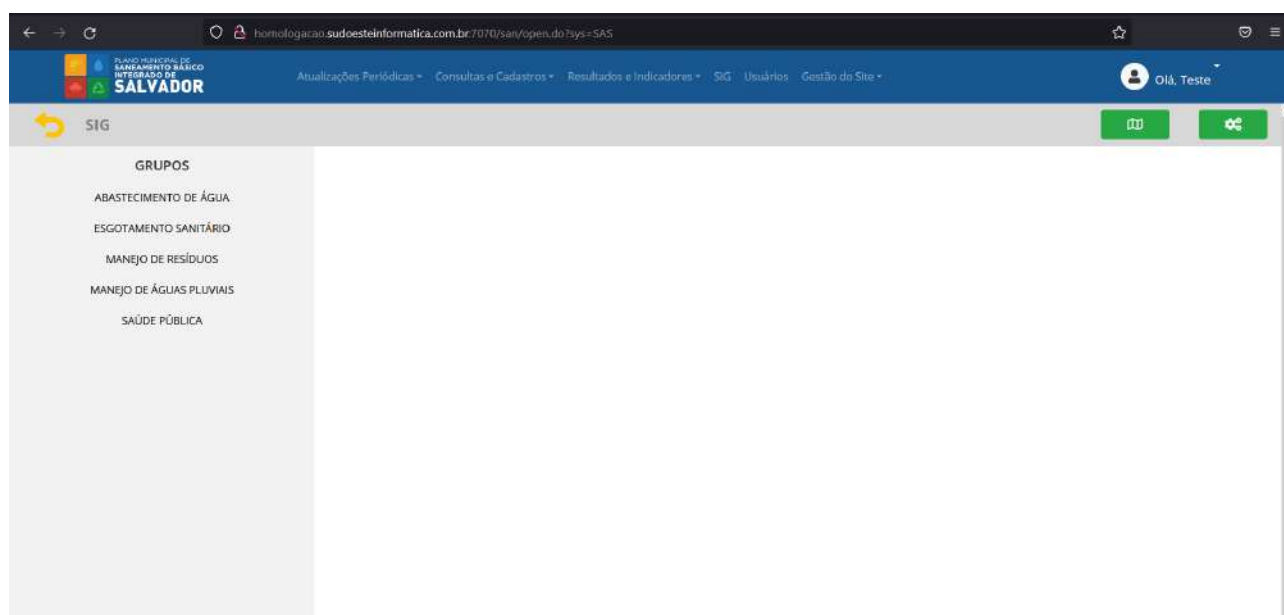 homologacao.sudoesteinformatica.com.br:7070/san/open.do?sys=SAS
PLANO MUNICIPAL DE
SANEAMENTO BÁSICO
INTEGRADO DE
SALVADOR
Atualizações Periódicas Consultas e Cadastros Resultados e Indicadores SIG Usuários Gestão do Site
Olá, Teste
SIG
GRUPOS
ABASTECIMENTO DE ÁGUA
ESGOTAMENTO SANITÁRIO
MANEJO DE RESÍDUOS
MANEJO DE ÁGUAS PLUVIAIS
SAÚDE PÚBLICA